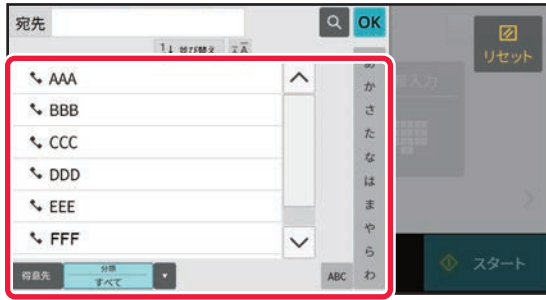 宛先
OK
リセット
1↓ 並び替え
AAA
BBB
CCC
DDD
EEE
FFF
あ
か
さ
た
な
は
ま
や
ら
わ
得意先
分類
すべて
ABC
スタート